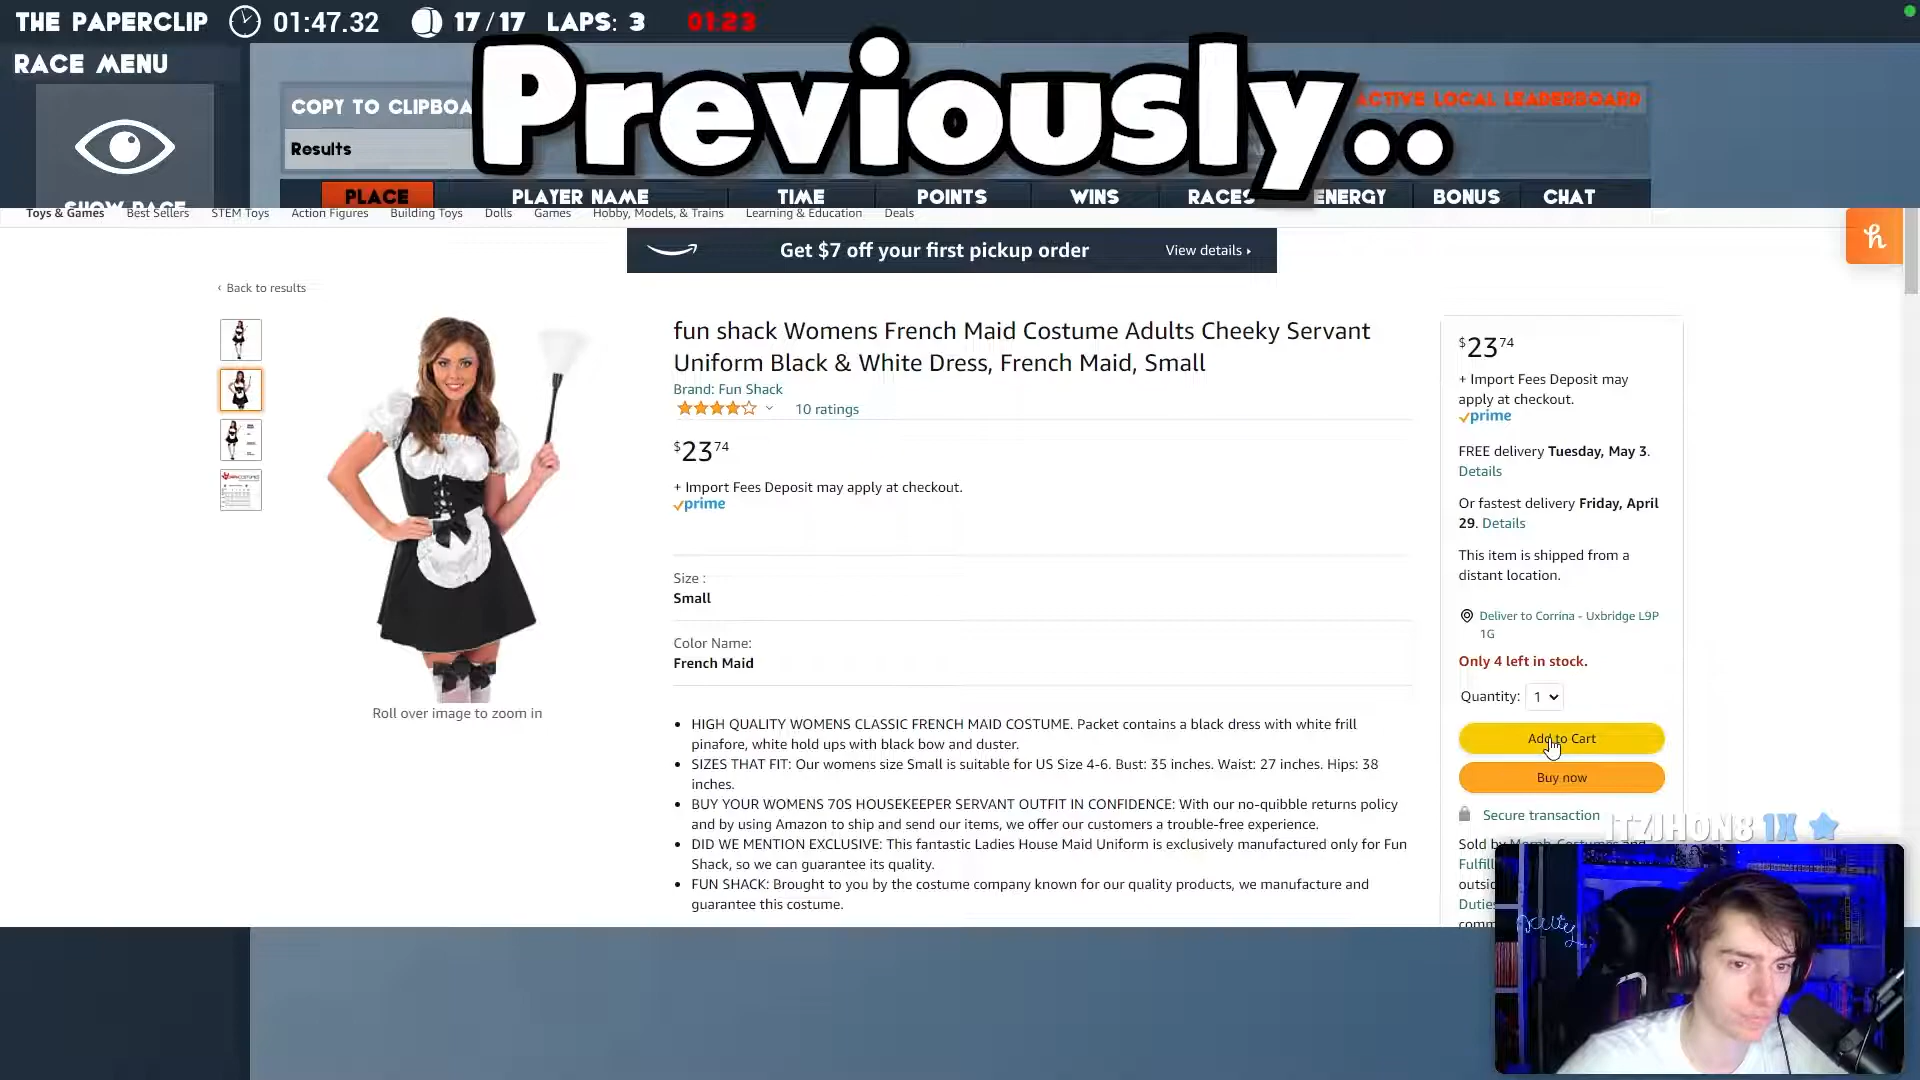 THE PAPERCLIP 01:47.32 17/17 LAPS: 3 01:23
RACE MENU
Previously..
COPY TO CLIPBOA
ACTIVE LOCAL LEADERBOARD
Results
PLACE PLAYER NAME TIME POINTS WINS RACES ENERGY BONUS CHAT
SHOW RACE
Toys & Games Best Sellers STEM Toys Action Figures Building Toys Dolls Games Hobby, Models, & Trains Learning & Education Deals
Get $7 off your first pickup order View details ▸
‹ Back to results
fun shack Womens French Maid Costume Adults Cheeky Servant
Uniform Black & White Dress, French Maid, Small
Brand: Fun Shack
10 ratings
$23 74
+ Import Fees Deposit may apply at checkout.
prime
Size :
Small
Color Name:
French Maid
• HIGH QUALITY WOMENS CLASSIC FRENCH MAID COSTUME. Packet contains a black dress with white frill
pinafore, white hold ups with black bow and duster.
• SIZES THAT FIT: Our womens size Small is suitable for US Size 4-6. Bust: 35 inches. Waist: 27 inches. Hips: 38
inches.
• BUY YOUR WOMENS 70S HOUSEKEEPER SERVANT OUTFIT IN CONFIDENCE: With our no-quibble returns policy
and by using Amazon to ship and send our items, we offer our customers a trouble-free experience.
• DID WE MENTION EXCLUSIVE: This fantastic Ladies House Maid Uniform is exclusively manufactured only for Fun
Shack, so we can guarantee its quality.
• FUN SHACK: Brought to you by the costume company known for our quality products, we manufacture and
guarantee this costume.
Roll over image to zoom in
$23 74
+ Import Fees Deposit may
apply at checkout.
prime
FREE delivery Tuesday, May 3.
Details
Or fastest delivery Friday, April
29. Details
This item is shipped from a
distant location.
Deliver to Corrina - Uxbridge L9P
1G
Only 4 left in stock.
Quantity: 1
Add to Cart
Buy now
Secure transaction
ITZJHON8 1X
Sold by Morph Costumes and
Fulfill
outsid
Duties
comm